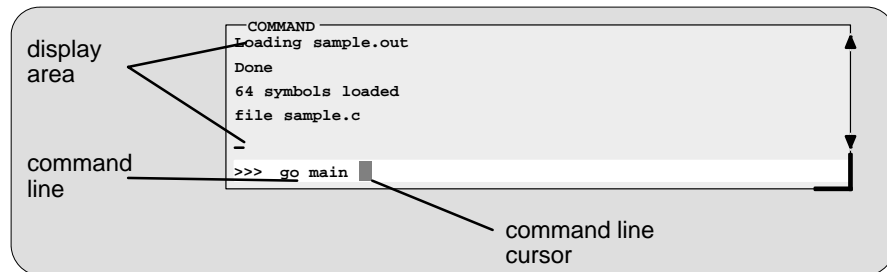 COMMAND
Loading sample.out
Done
64 symbols loaded
file sample.c
>>> go main
display
area
command
line
command line
cursor